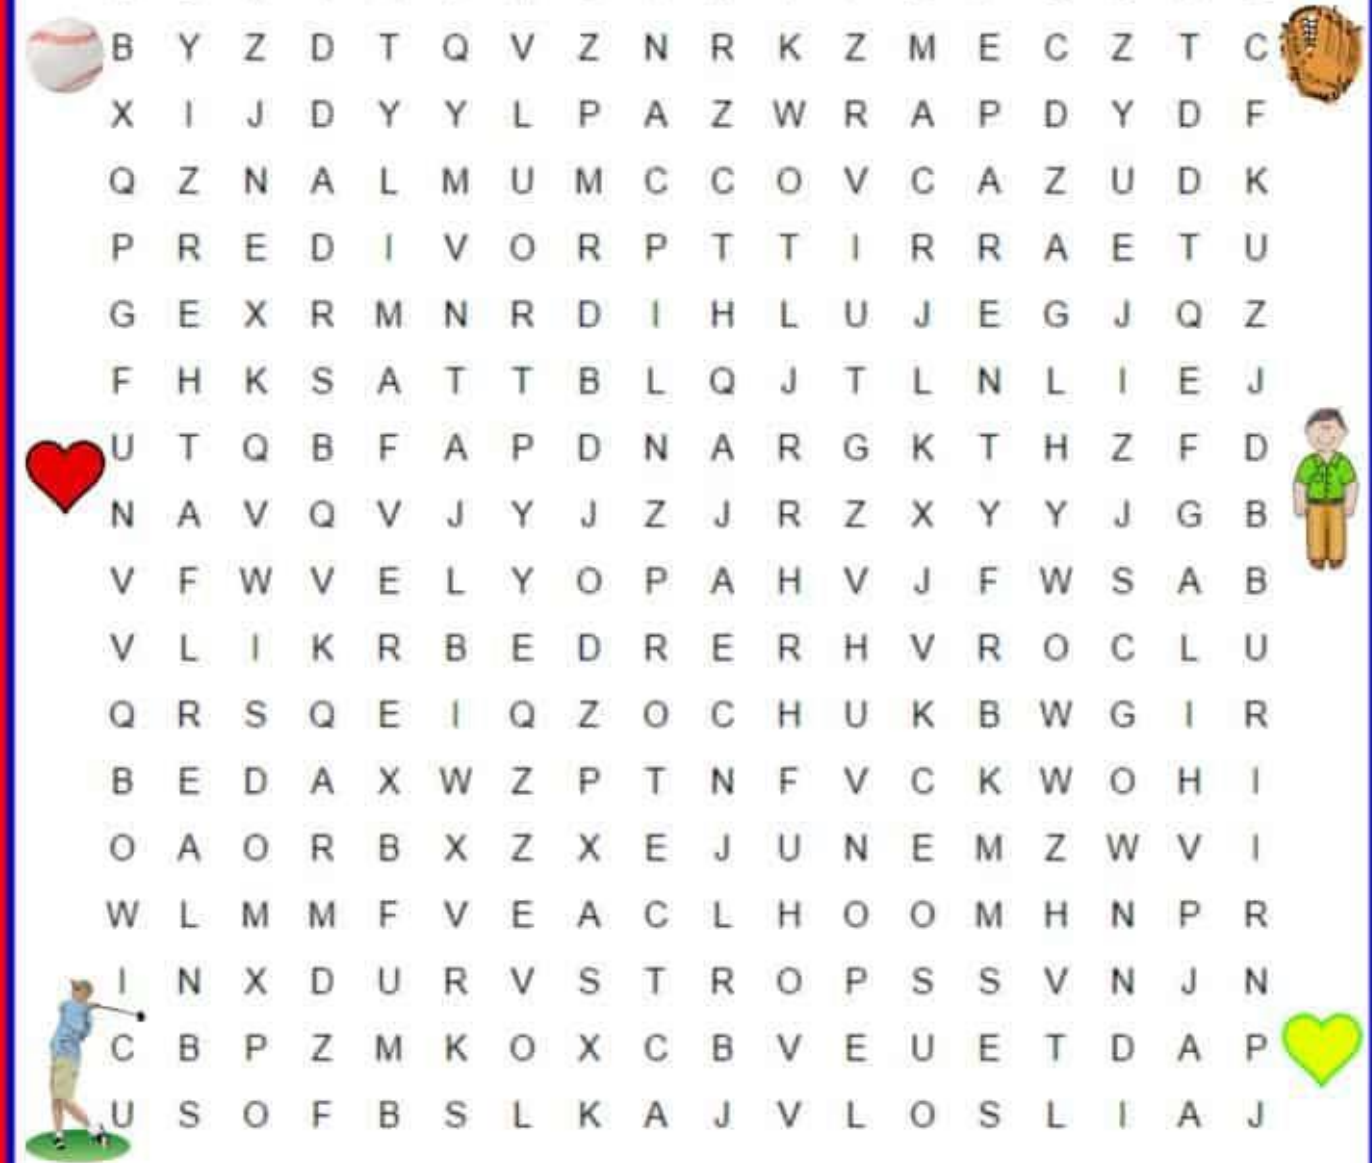 B Y Z D T Q V Z N R K Z M E C Z T C
X I J D Y Y L P A Z W R A P D Y D F
Q Z N A L M U M C C O V C A Z U D K
P R E D I V O R P T T I R R A E T U
G E X R M N R D I H L U J E G J Q Z
F H K S A T T B L Q J T L N L I E J
U T Q B F A P D N A R G K T H Z F D
N A V Q V J Y J Z J R Z X Y Y J G B
V F W V E L Y O P A H V J F W S A B
V L I K R B E D R E R H V R O C L U
Q R S Q E I Q Z O C H U K B W G I R
B E D A X W Z P T N F V C K W O H I
O A O R B X Z X E J U N E M Z W V I
W L M M F V E A C L H O O M H N P R
I N X D U R V S T R O P S S V N J N
C B P Z M K O X C B V E U E T D A P
U S O F B S L K A J V L O S L I A J